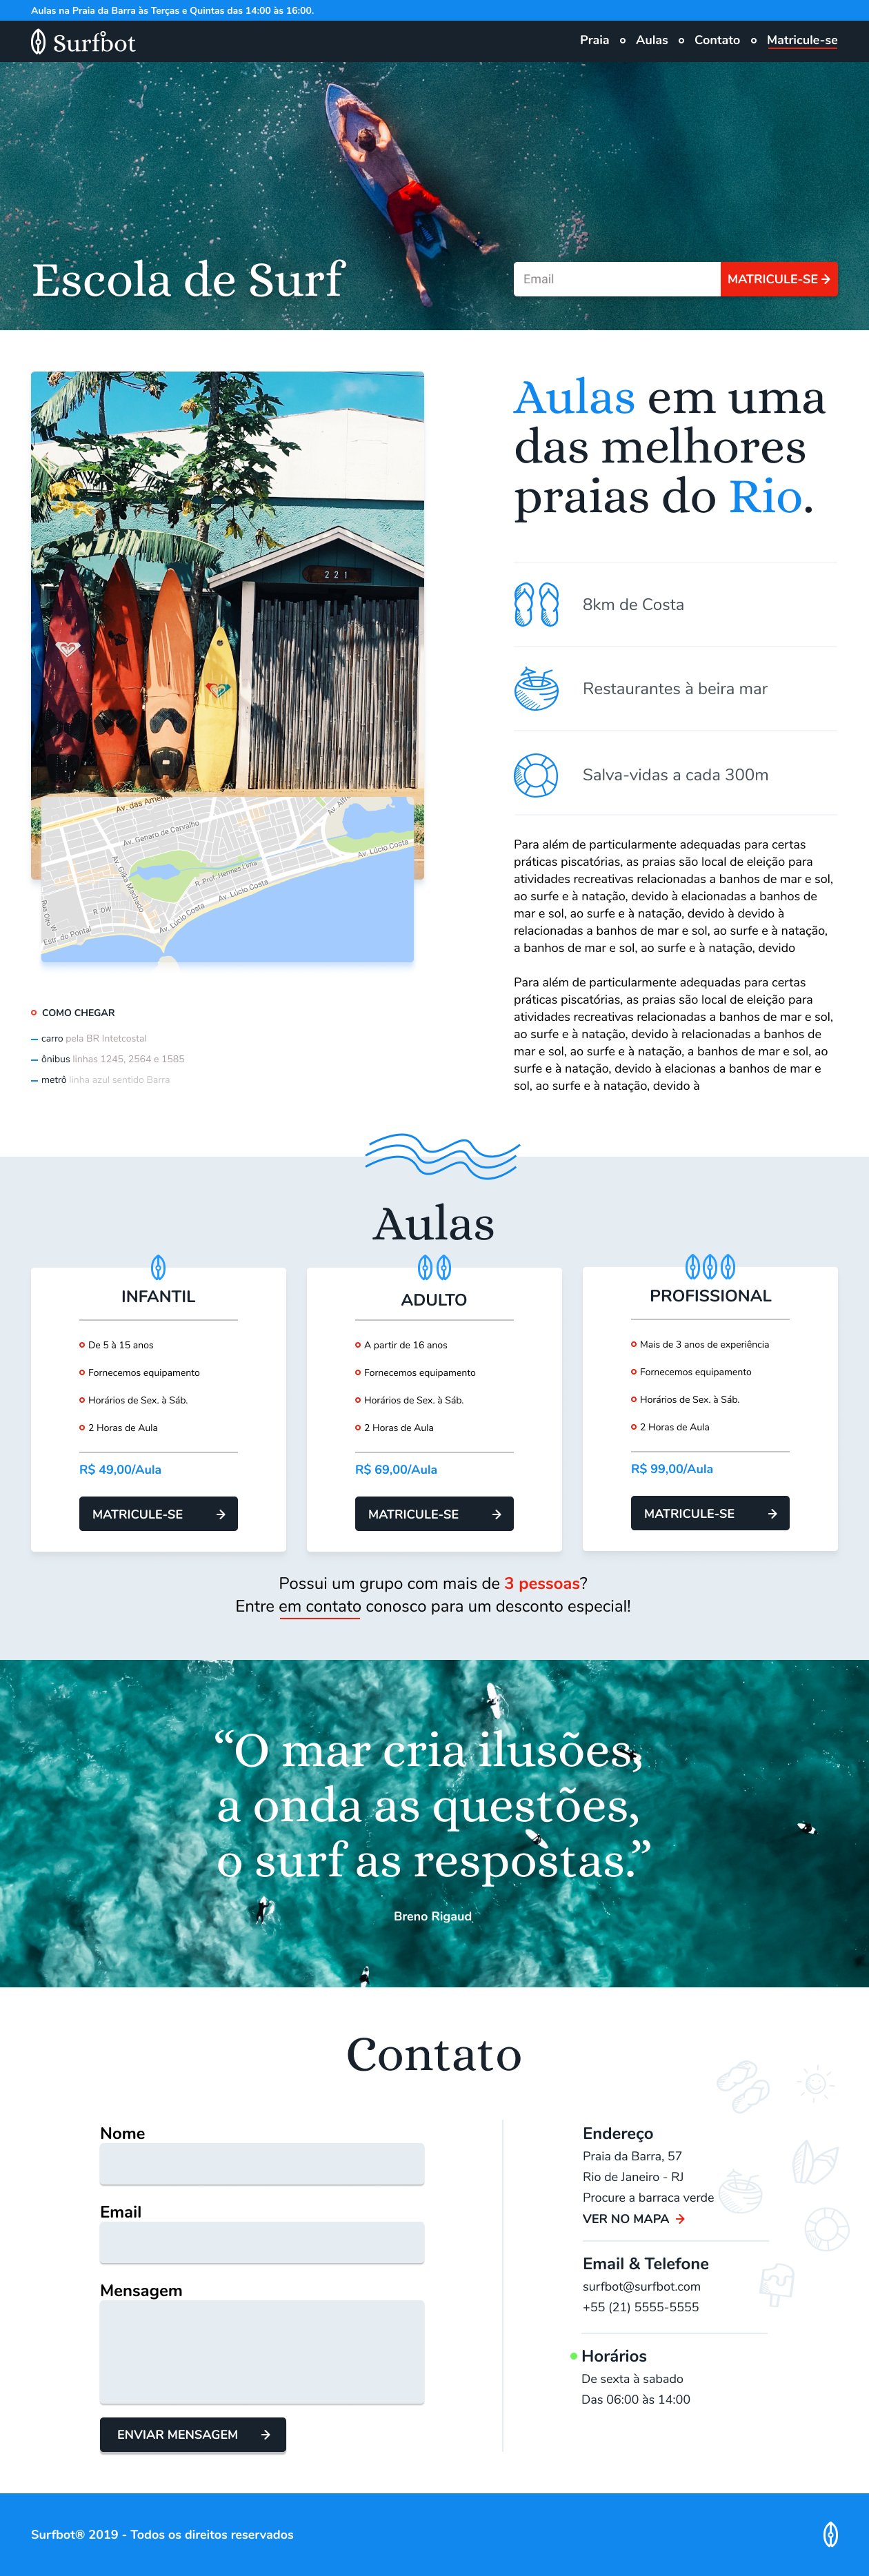 Aulas na Praia da Barra às Terças e Quintas das 14:00 às 16:00.
Surfbot
Praia
Aulas
Contato
Matricule-se
Escola de Surf
Email
MATRICULE-SE
221
Aulas em uma
das melhores
praias do Rio.
8km de Costa
Restaurantes à beira mar
Salva-vidas a cada 300m
Av. das Améric
Av. Genaro de Carvalho
Av. Gilka Machado
R. Prof. Hermes Lima
Av. Lúcio Costa
Av. Lúcio Costa
Av. Lúcio Costa
R. DW
Rua Ciro W
Estr. do Pontal
Av. Alfre
Para além de particularmente adequadas para certas
práticas piscatórias, as praias são local de eleição para
atividades recreativas relacionadas a banhos de mar e sol,
ao surfe e à natação, devido à elacionadas a banhos de
mar e sol, ao surfe e à natação, devido à devido à
relacionadas a banhos de mar e sol, ao surfe e à natação,
a banhos de mar e sol, ao surfe e à natação, devido
Para além de particularmente adequadas para certas
práticas piscatórias, as praias são local de eleição para
atividades recreativas relacionadas a banhos de mar e sol,
ao surfe e à natação, devido à relacionadas a banhos de
mar e sol, ao surfe e à natação, a banhos de mar e sol, ao
surfe e à natação, devido à elacionas a banhos de mar e
sol, ao surfe e à natação, devido à
COMO CHEGAR
carro pela BR Intetcostal
ônibus linhas 1245, 2564 e 1585
metrô linha azul sentido Barra
Aulas
INFANTIL
De 5 à 15 anos
Fornecemos equipamento
Horários de Sex. à Sáb.
2 Horas de Aula
R$ 49,00/Aula
MATRICULE-SE
ADULTO
A partir de 16 anos
Fornecemos equipamento
Horários de Sex. à Sáb.
2 Horas de Aula
R$ 69,00/Aula
MATRICULE-SE
PROFISSIONAL
Mais de 3 anos de experiência
Fornecemos equipamento
Horários de Sex. à Sáb.
2 Horas de Aula
R$ 99,00/Aula
MATRICULE-SE
Possui um grupo com mais de 3 pessoas?
Entre em contato conosco para um desconto especial!
“O mar cria ilusões,
a onda as questões,
o surf as respostas.”
Breno Rigaud
Contato
Nome
Email
Mensagem
ENVIAR MENSAGEM
Endereço
Praia da Barra, 57
Rio de Janeiro - RJ
Procure a barraca verde
VER NO MAPA
Email & Telefone
surfbot@surfbot.com
+55 (21) 5555-5555
Horários
De sexta à sabado
Das 06:00 às 14:00
Surfbot® 2019 - Todos os direitos reservados